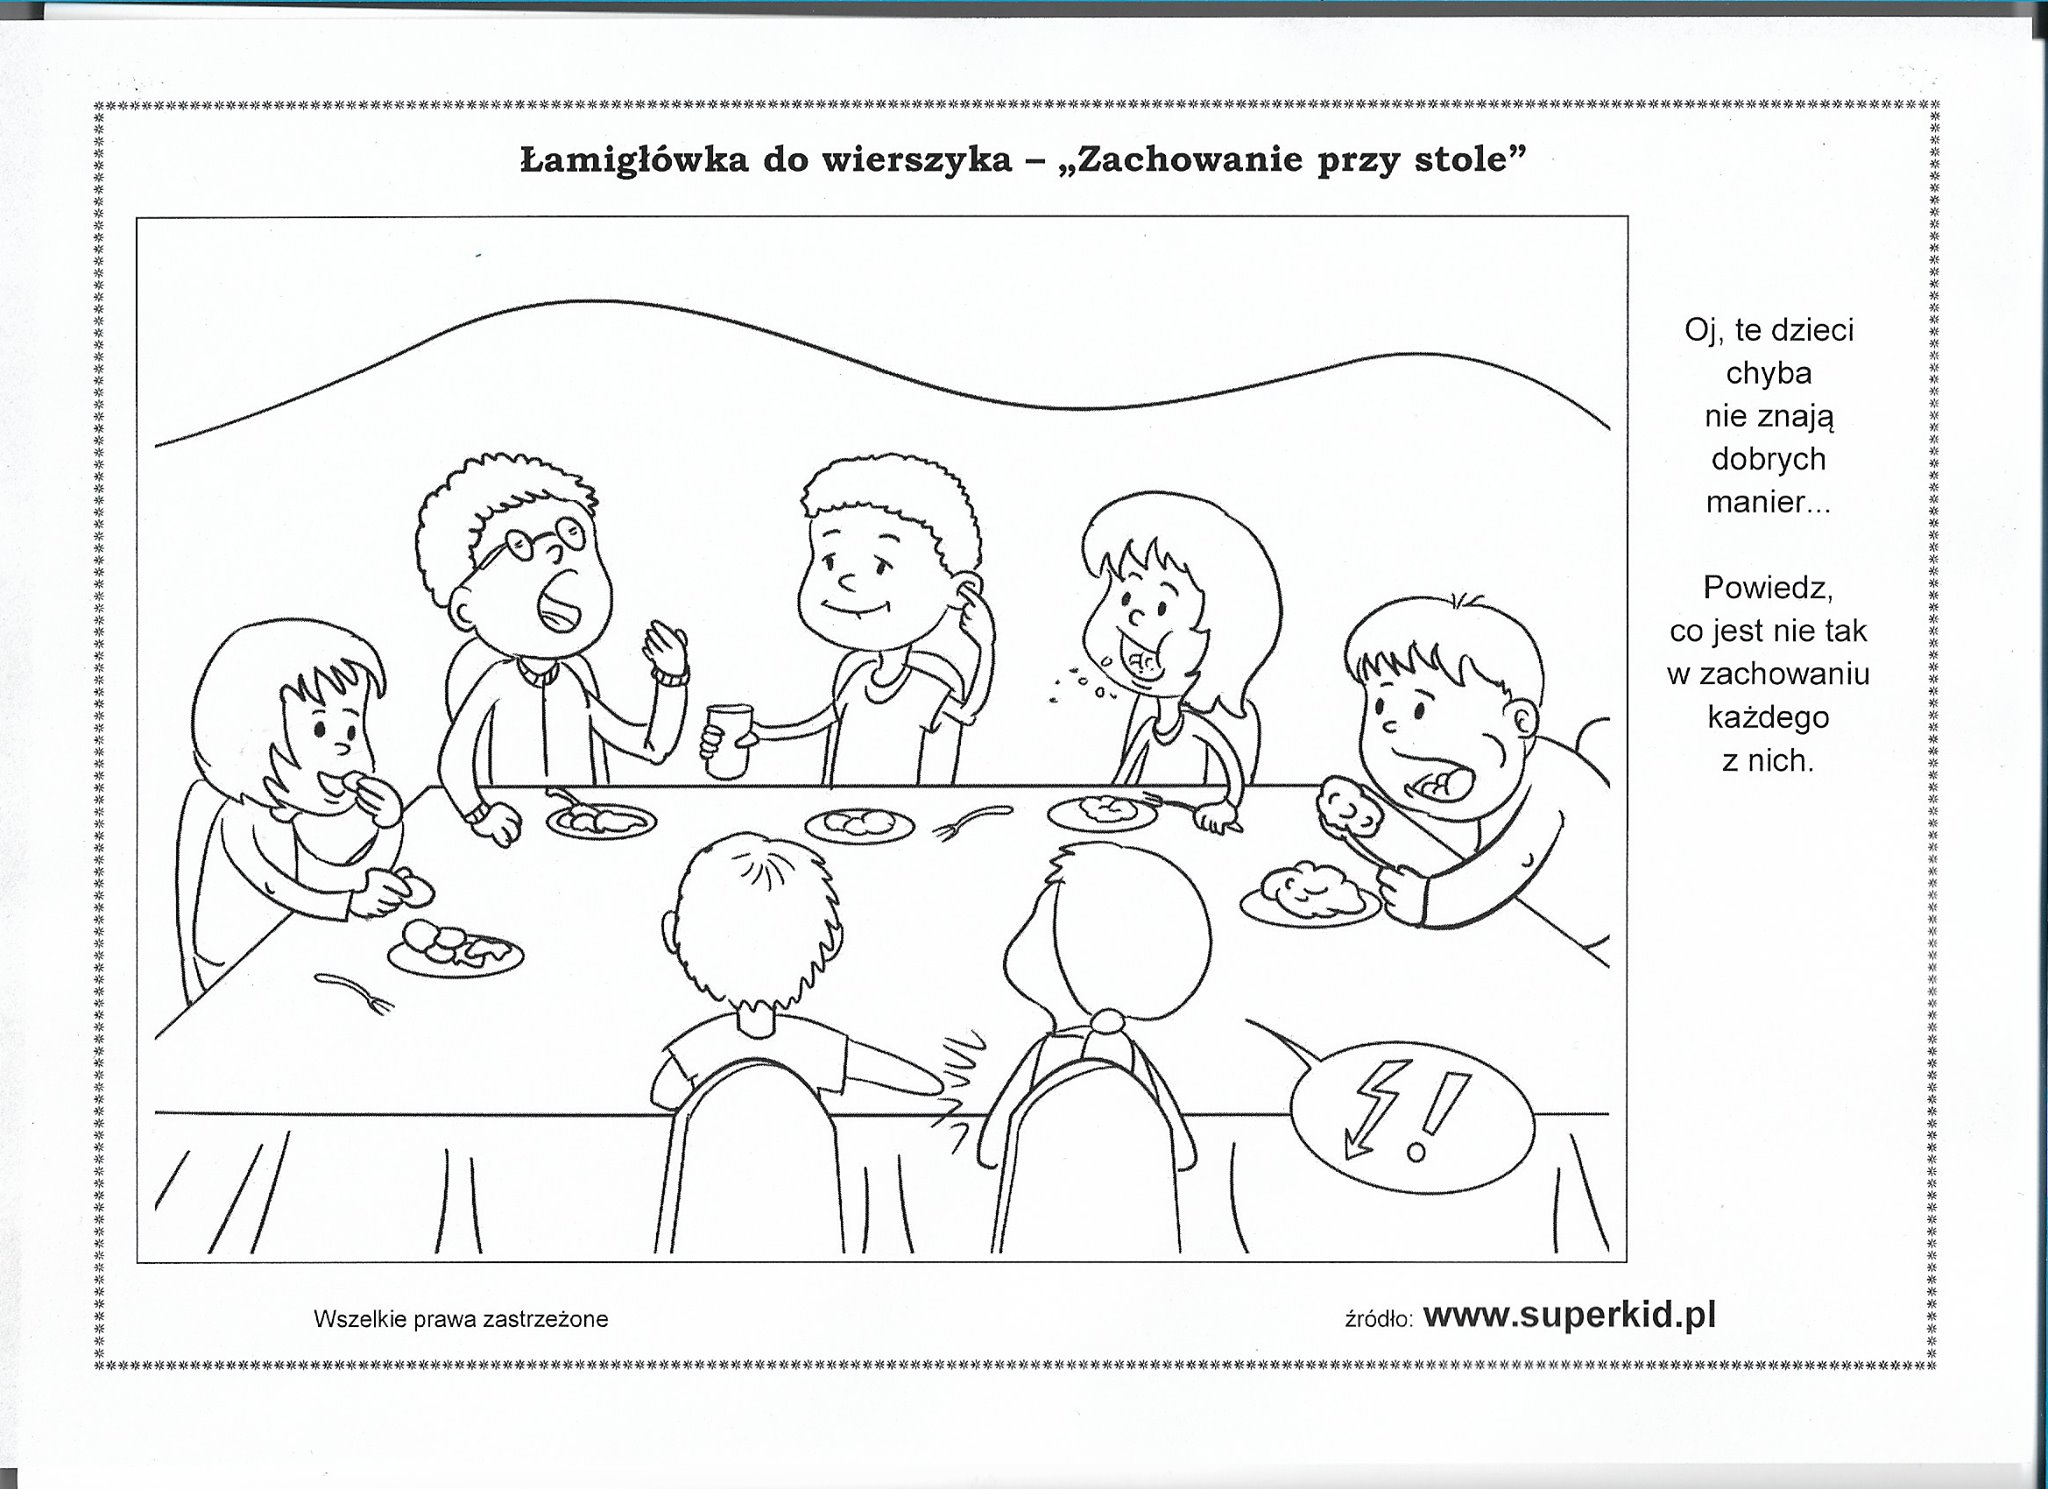 Łamigłówka do wierszyka – „Zachowanie przy stole”
Oj, te dzieci
chyba
nie znają
dobrych
manier...
Powiedz,
co jest nie tak
w zachowaniu
każdego
z nich.
!
Wszelkie prawa zastrzeżone
źródło: www.superkid.pl